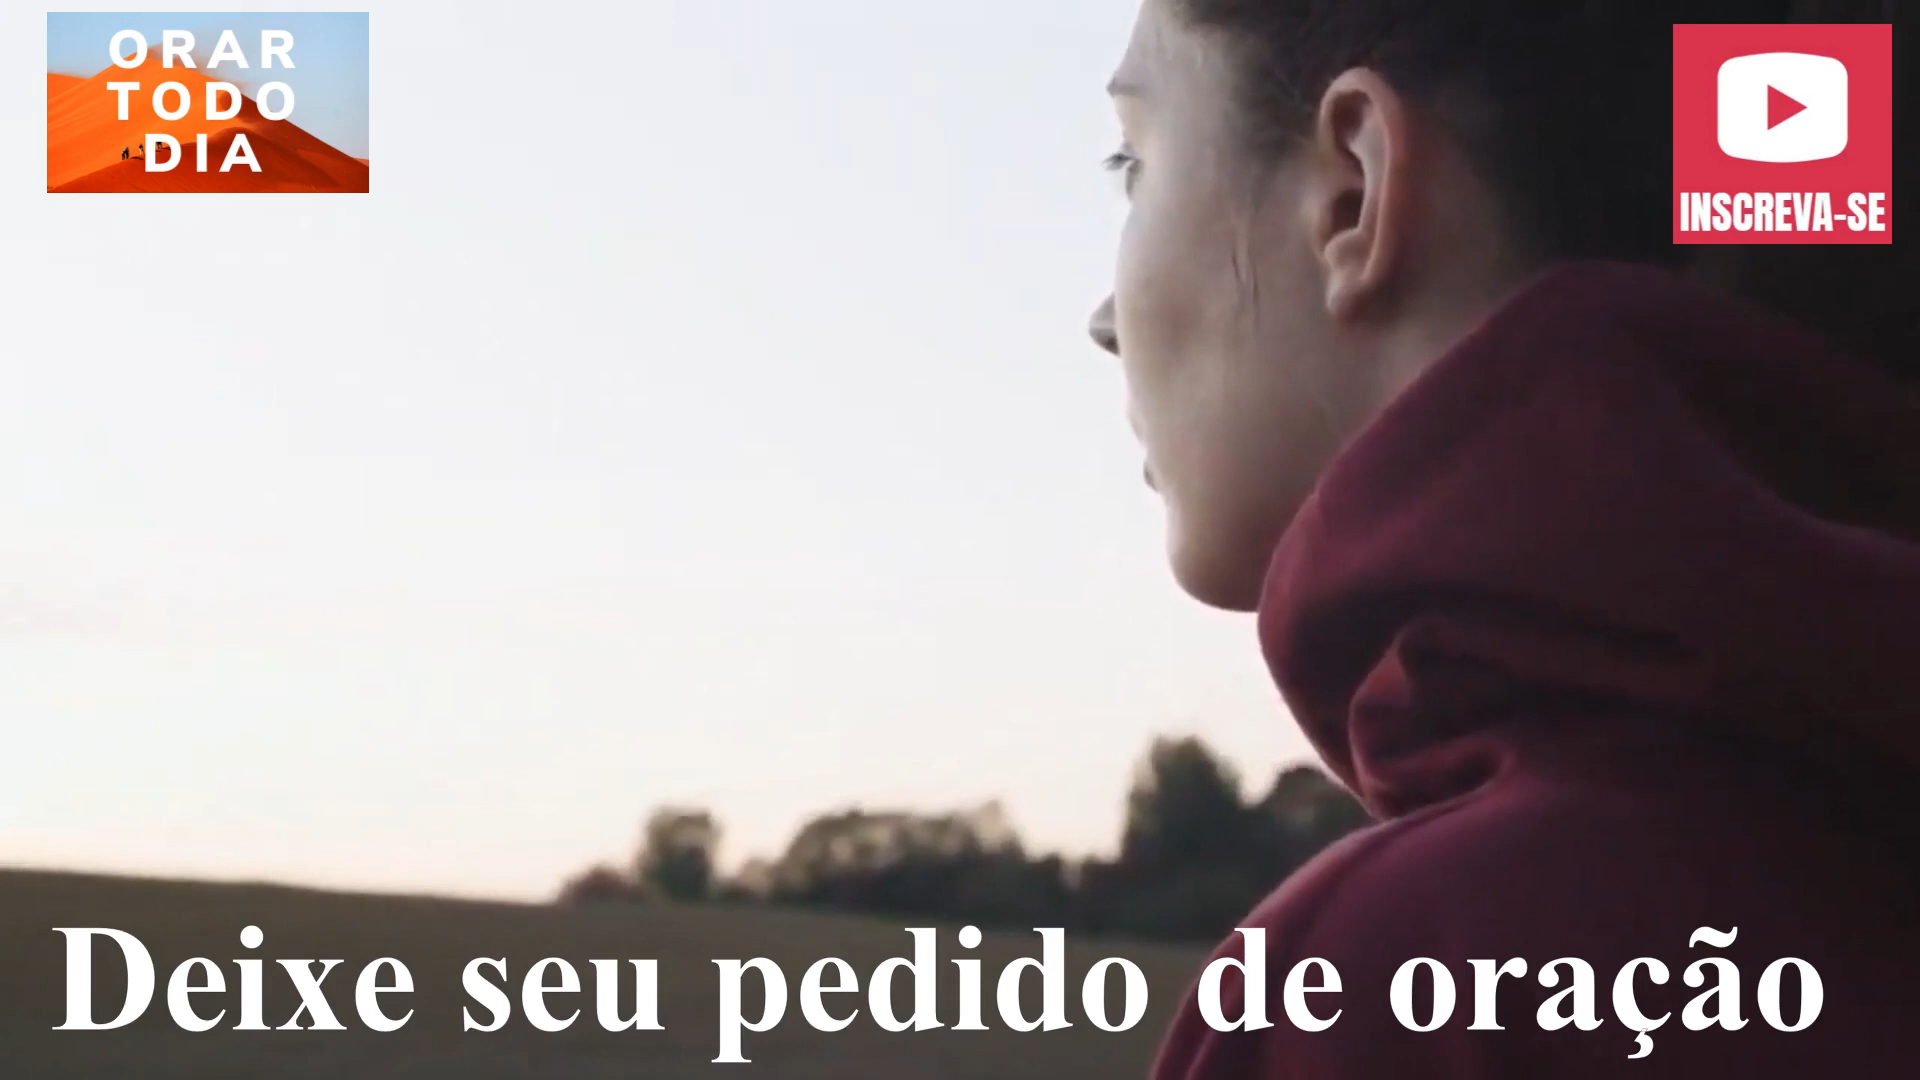 ORAR
TODO
DIA
INSCREVA-SE
Deixe seu pedido de oração